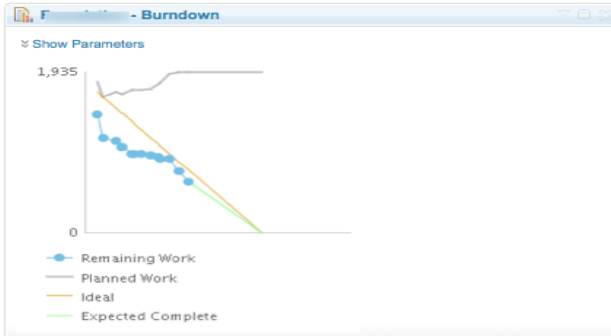 - Burndown
Show Parameters
1,935
0
Remaining Work
Planned Work
Ideal
Expected Complete